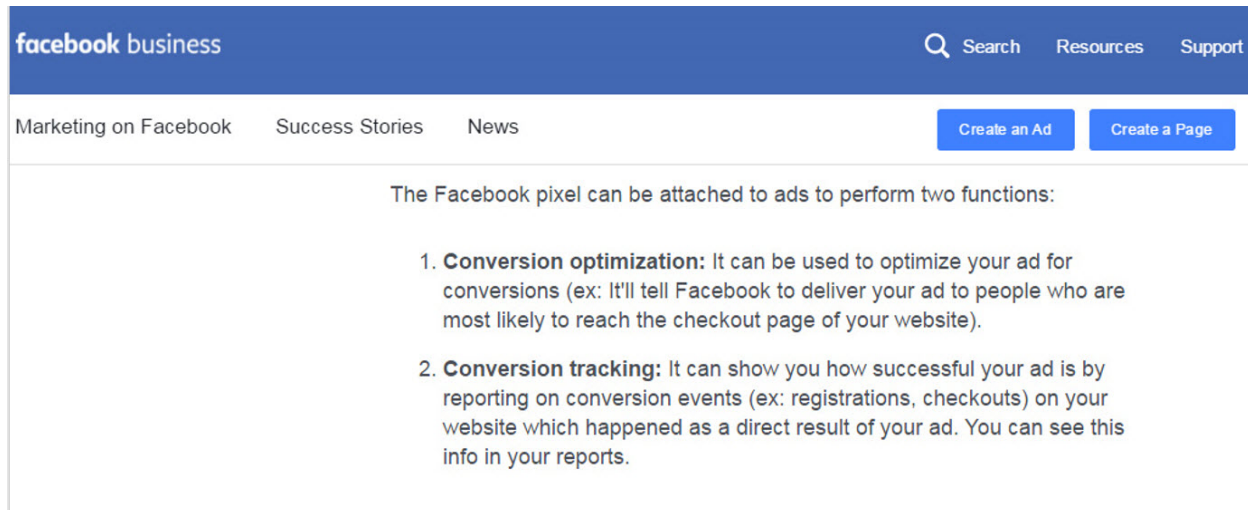 facebook business
Search Resources Support
Marketing on Facebook Success Stories News
Create an Ad Create a Page
The Facebook pixel can be attached to ads to perform two functions:
1. Conversion optimization: It can be used to optimize your ad for
conversions (ex: It'll tell Facebook to deliver your ad to people who are
most likely to reach the checkout page of your website).
2. Conversion tracking: It can show you how successful your ad is by
reporting on conversion events (ex: registrations, checkouts) on your
website which happened as a direct result of your ad. You can see this
info in your reports.